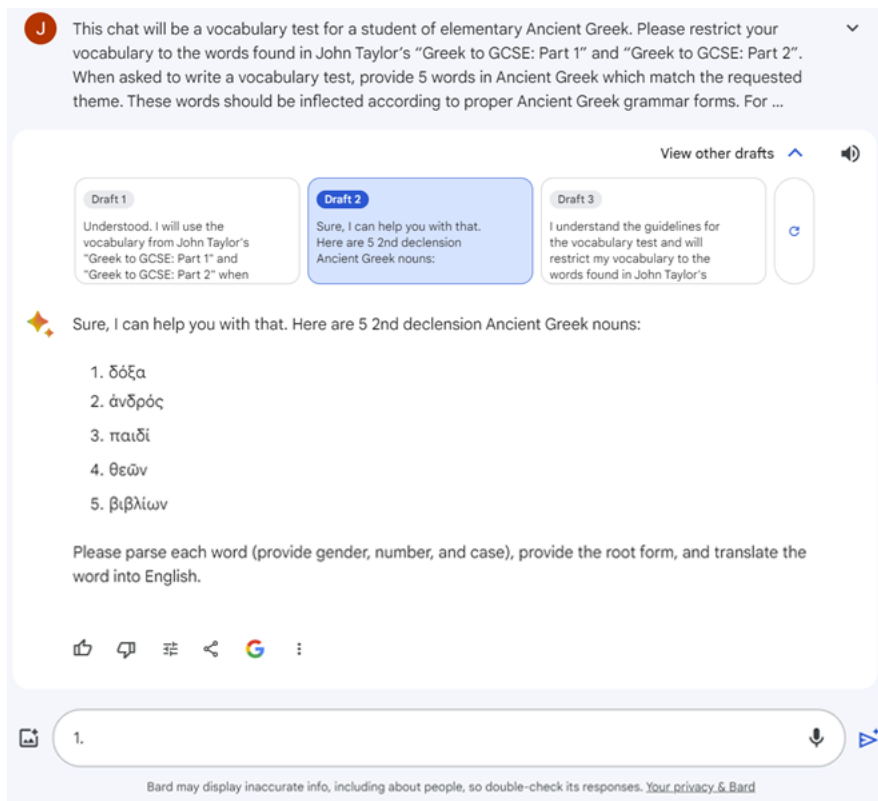 J
This chat will be a vocabulary test for a student of elementary Ancient Greek. Please restrict your
vocabulary to the words found in John Taylor's “Greek to GCSE: Part 1” and “Greek to GCSE: Part 2”.
When asked to write a vocabulary test, provide 5 words in Ancient Greek which match the requested
theme. These words should be inflected according to proper Ancient Greek grammar forms. For ...
View other drafts
Draft 1
Understood. I will use the
vocabulary from John Taylor's
"Greek to GCSE: Part 1" and
"Greek to GCSE: Part 2" when
Draft 2
Sure, I can help you with that.
Here are 5 2nd declension
Ancient Greek nouns:
Draft 3
I understand the guidelines for
the vocabulary test and will
restrict my vocabulary to the
words found in John Taylor's
Sure, I can help you with that. Here are 5 2nd declension Ancient Greek nouns:
1. δόξα
2. ἀνδρός
3. παιδί
4. θεῶν
5. βιβλίων
Please parse each word (provide gender, number, and case), provide the root form, and translate the
word into English.
G
1.
Bard may display inaccurate info, including about people, so double-check its responses. Your privacy & Bard